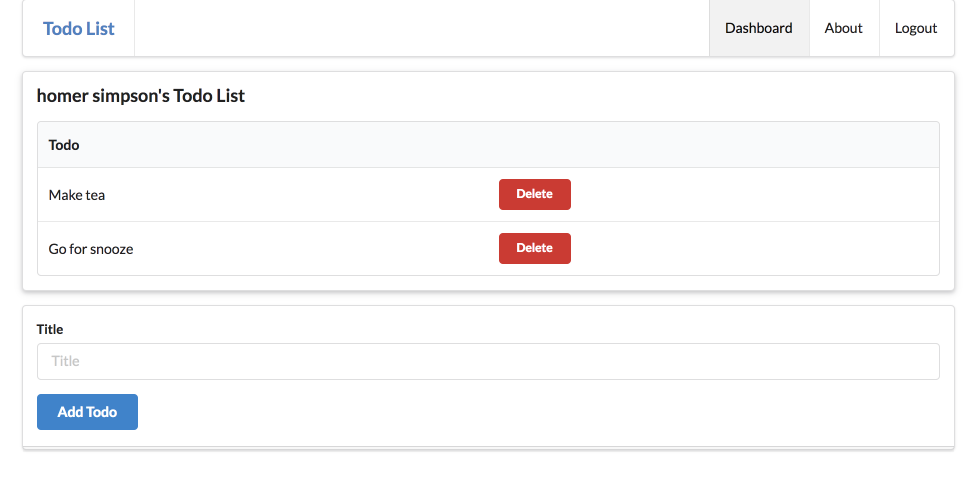 Todo List
Dashboard About Logout
homer simpson's Todo List
Todo
Make tea Delete
Go for snooze Delete
Title
Title
Add Todo